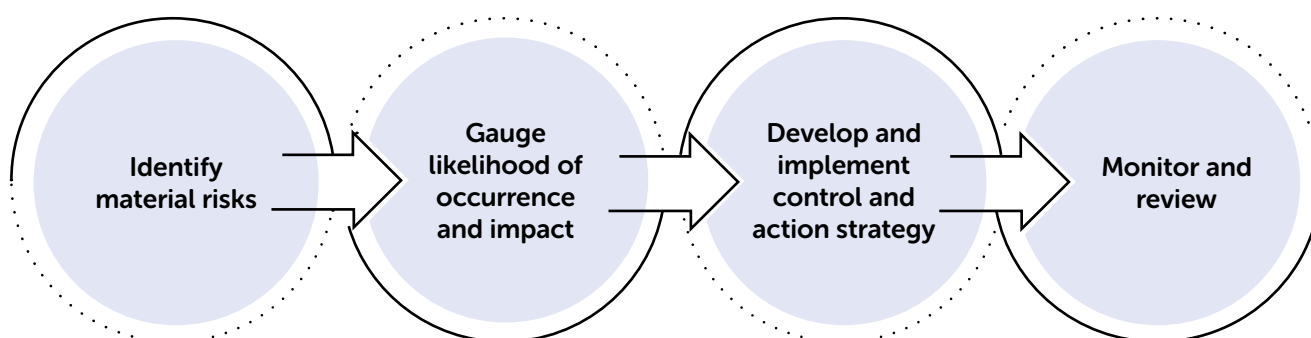 Identify
material risks
Gauge
likelihood of
occurrence
and impact
Develop and
implement
control and
action strategy
Monitor and
review